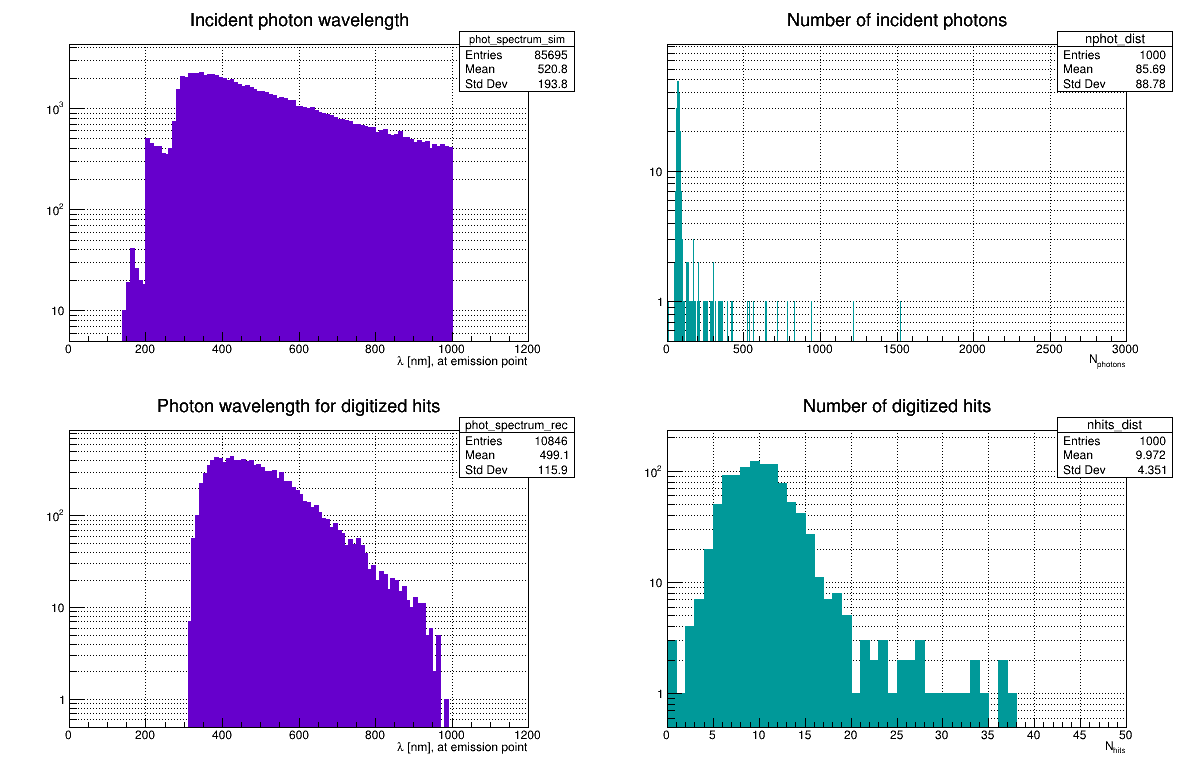 Incident photon wavelength
phot_spectrum_sim
Entries 85695
Mean 520.8
Std Dev 193.8
10³
10²
10
0 200 400 600 800 1000 1200
λ [nm], at emission point
Number of incident photons
nphot_dist
Entries 1000
Mean 85.69
Std Dev 88.78
10
1
0 500 1000 1500 2000 2500 3000
Nphotons
Photon wavelength for digitized hits
phot_spectrum_rec
Entries 10846
Mean 499.1
Std Dev 115.9
10²
10
1
0 200 400 600 800 1000 1200
λ [nm], at emission point
Number of digitized hits
nhits_dist
Entries 1000
Mean 9.972
Std Dev 4.351
10²
10
1
0 5 10 15 20 25 30 35 40 45 50
Nhits